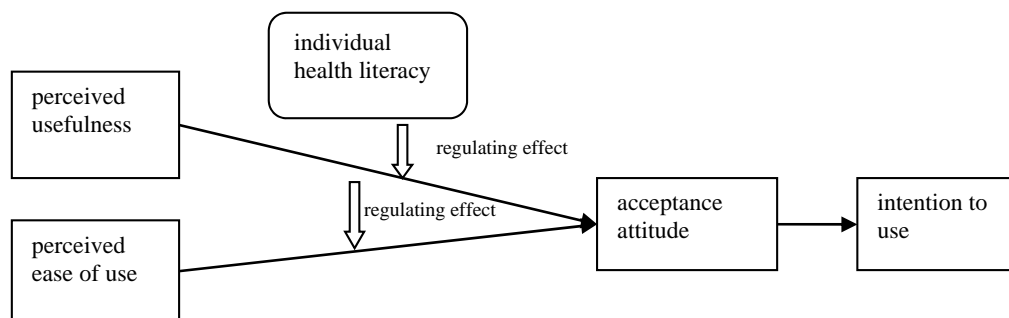 individual
health literacy
perceived
usefulness
regulating effect
regulating effect
acceptance
attitude
intention to
use
perceived
ease of use